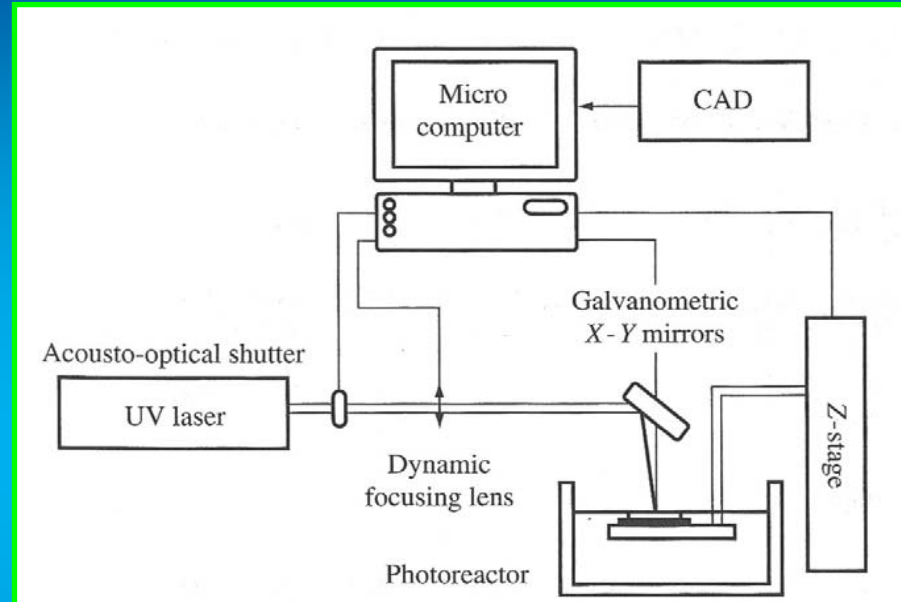 Micro
computer
CAD
Galvanometric
X - Y mirrors
Acousto-optical shutter
UV laser
Z-stage
Dynamic
focusing lens
Photoreactor